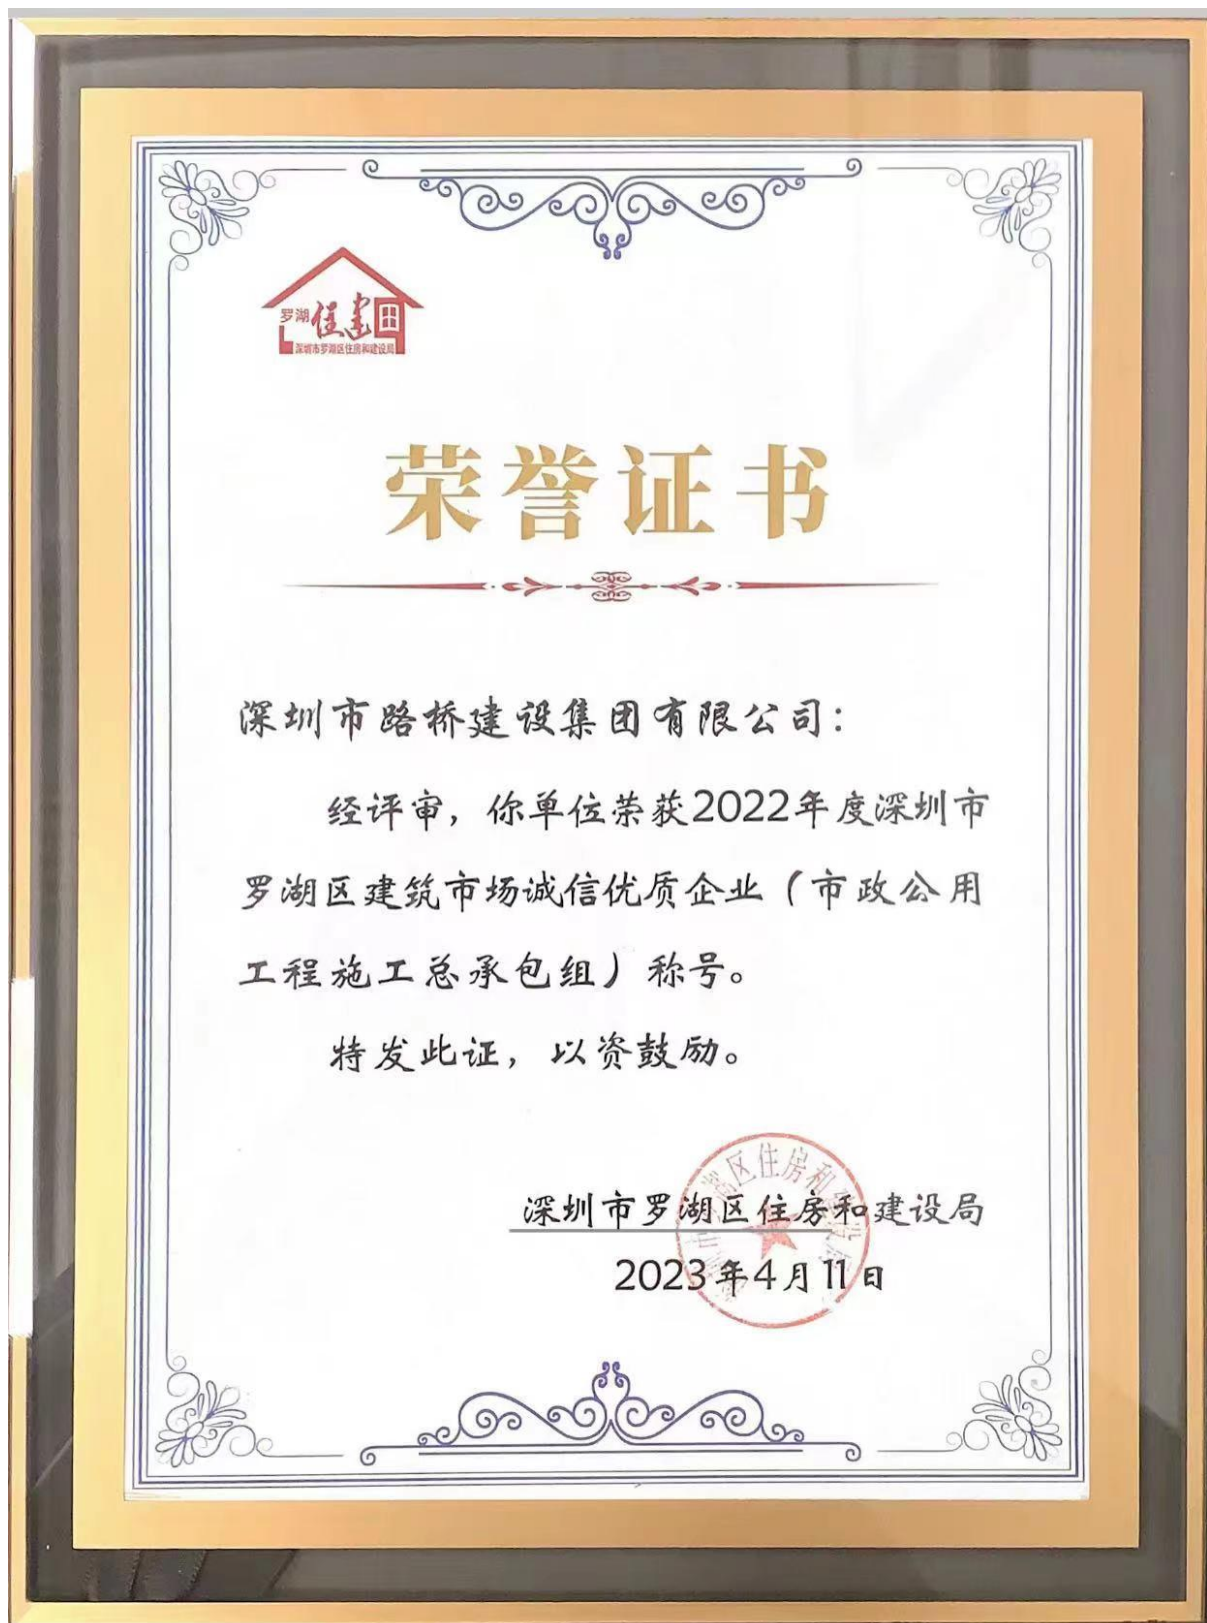 罗湖住建
深圳市罗湖区住房和建设局
荣誉证书
深圳市路桥建设集团有限公司：
经评审，你单位荣获2022年度深圳市
罗湖区建筑市场诚信优质企业（市政公用
工程施工总承包组）称号。
特发此证，以资鼓励。
深圳市罗湖区住房和建设局
2023年4月11日